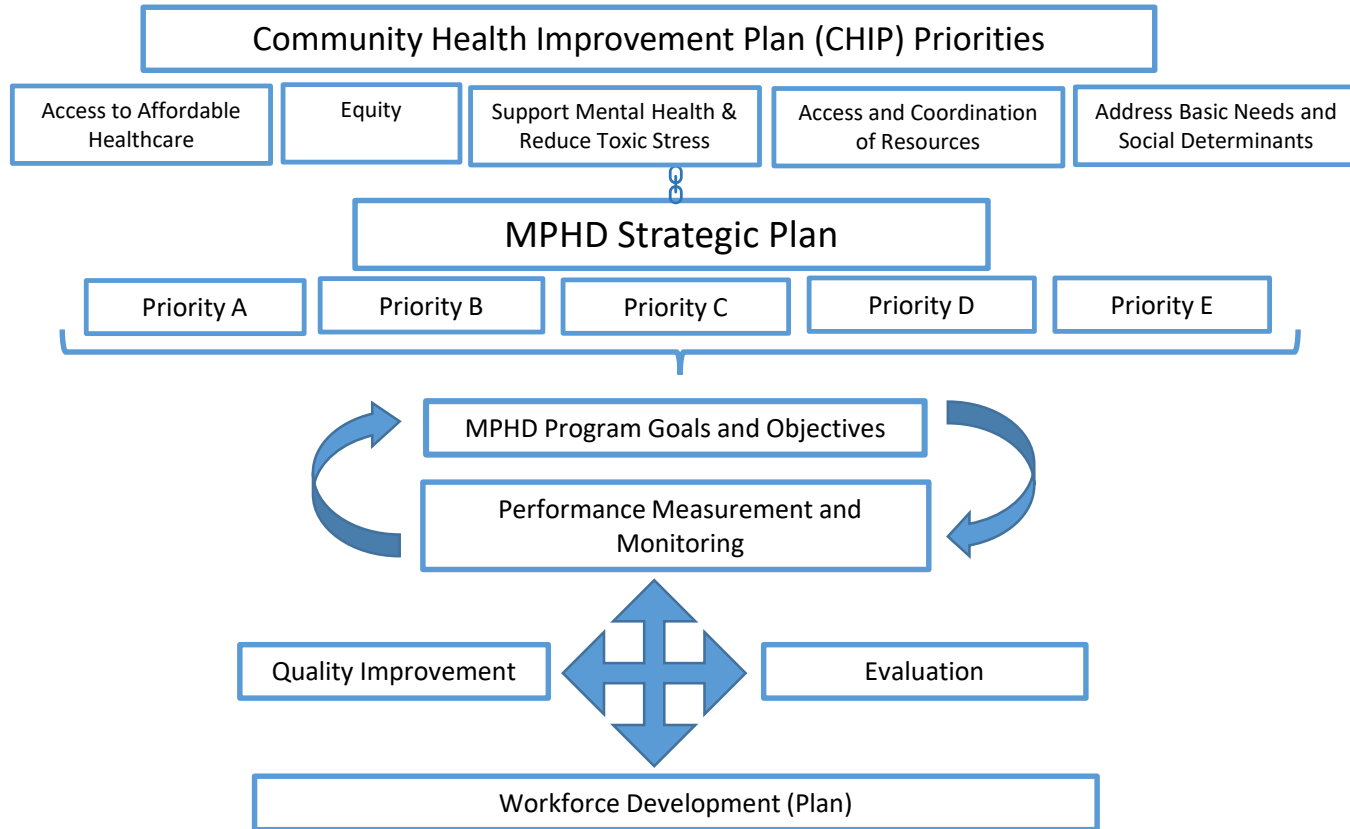 Community Health Improvement Plan (CHIP) Priorities
Access to Affordable
Healthcare
Equity
Support Mental Health &
Reduce Toxic Stress
Access and Coordination
of Resources
Address Basic Needs and
Social Determinants
MPHD Strategic Plan
Priority A
Priority B
Priority C
Priority D
Priority E
MPHD Program Goals and Objectives
Performance Measurement and
Monitoring
Quality Improvement
Evaluation
Workforce Development (Plan)